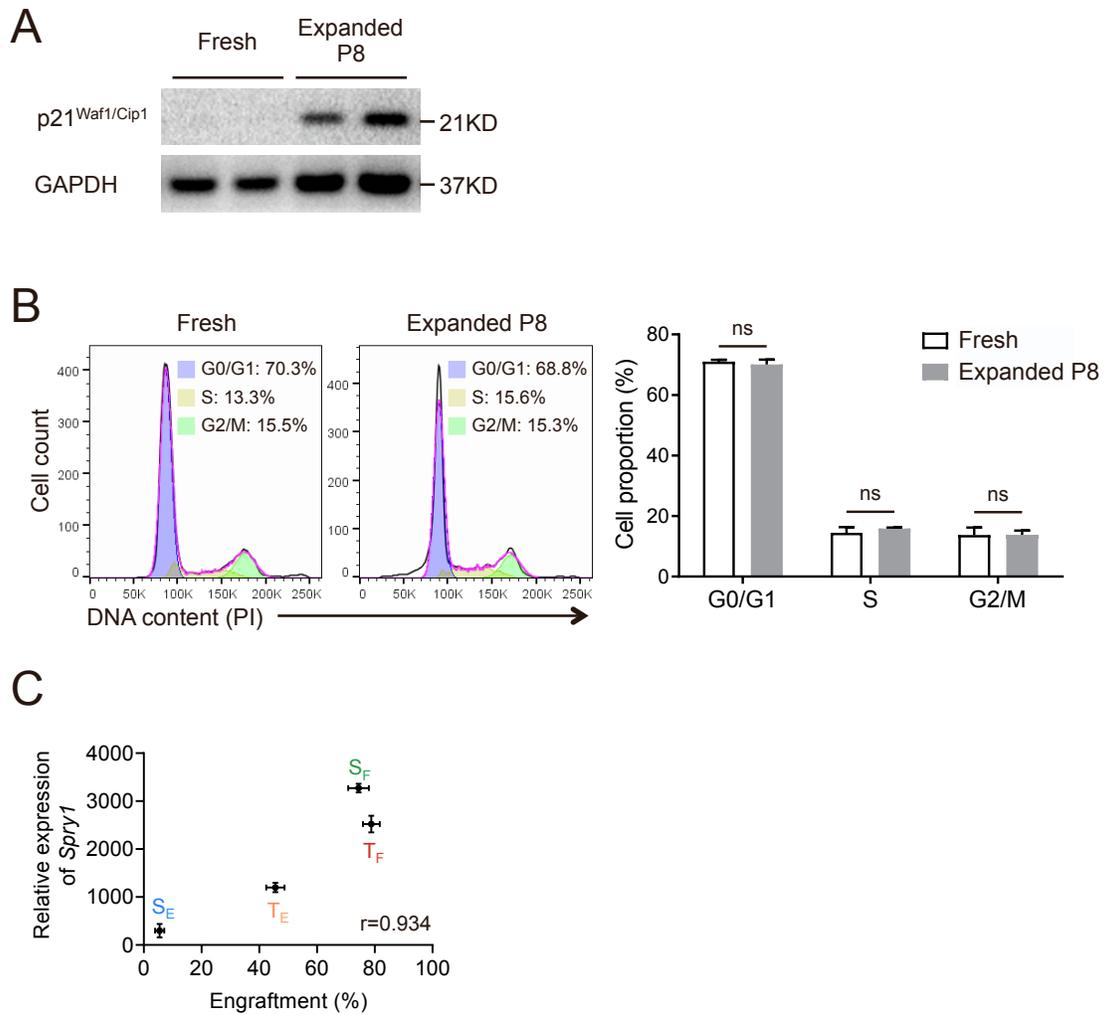 A
Fresh
Expanded
P8
p21Waf1/Cip1
21KD
GAPDH
37KD
B
Fresh
G0/G1: 70.3%
S: 13.3%
G2/M: 15.5%
Cell count
400
300
200
100
0
0 50K 100K 150K 200K 250K
Expanded P8
G0/G1: 68.8%
S: 15.6%
G2/M: 15.3%
400
300
200
100
0
0 50K 100K 150K 200K 250K
DNA content (PI)
Cell proportion (%)
80
60
40
20
0
ns
ns
ns
Fresh
Expanded P8
G0/G1 S G2/M
C
Relative expression
of Spry1
4000
3000
2000
1000
0
SF
TF
TE
SE
r=0.934
0 20 40 60 80 100
Engraftment (%)